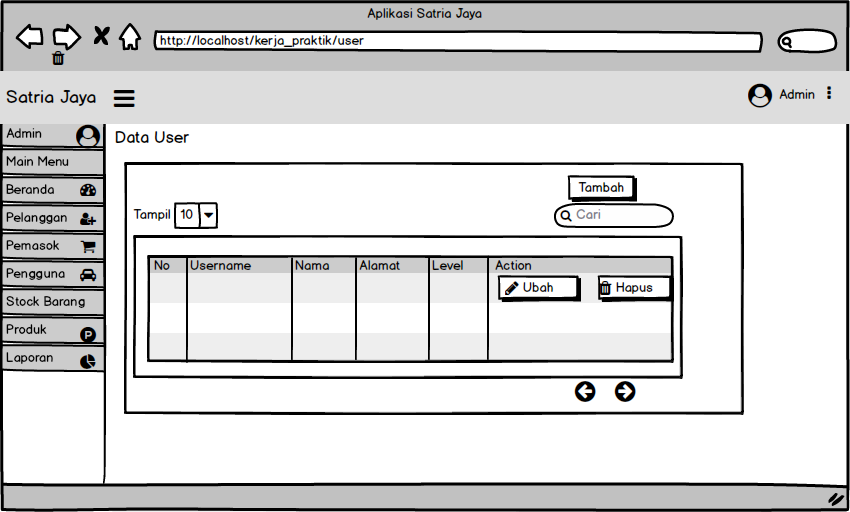 Aplikasi Satria Jaya
http://localhost/kerja_praktik/user
Satria Jaya
Admin
Admin
Data User
Main Menu
Beranda
Pelanggan
Pemasok
Pengguna
Stock Barang
Produk
P
Laporan
Tambah
Tampil 10
Cari
No Username Nama Alamat Level Action
Ubah Hapus